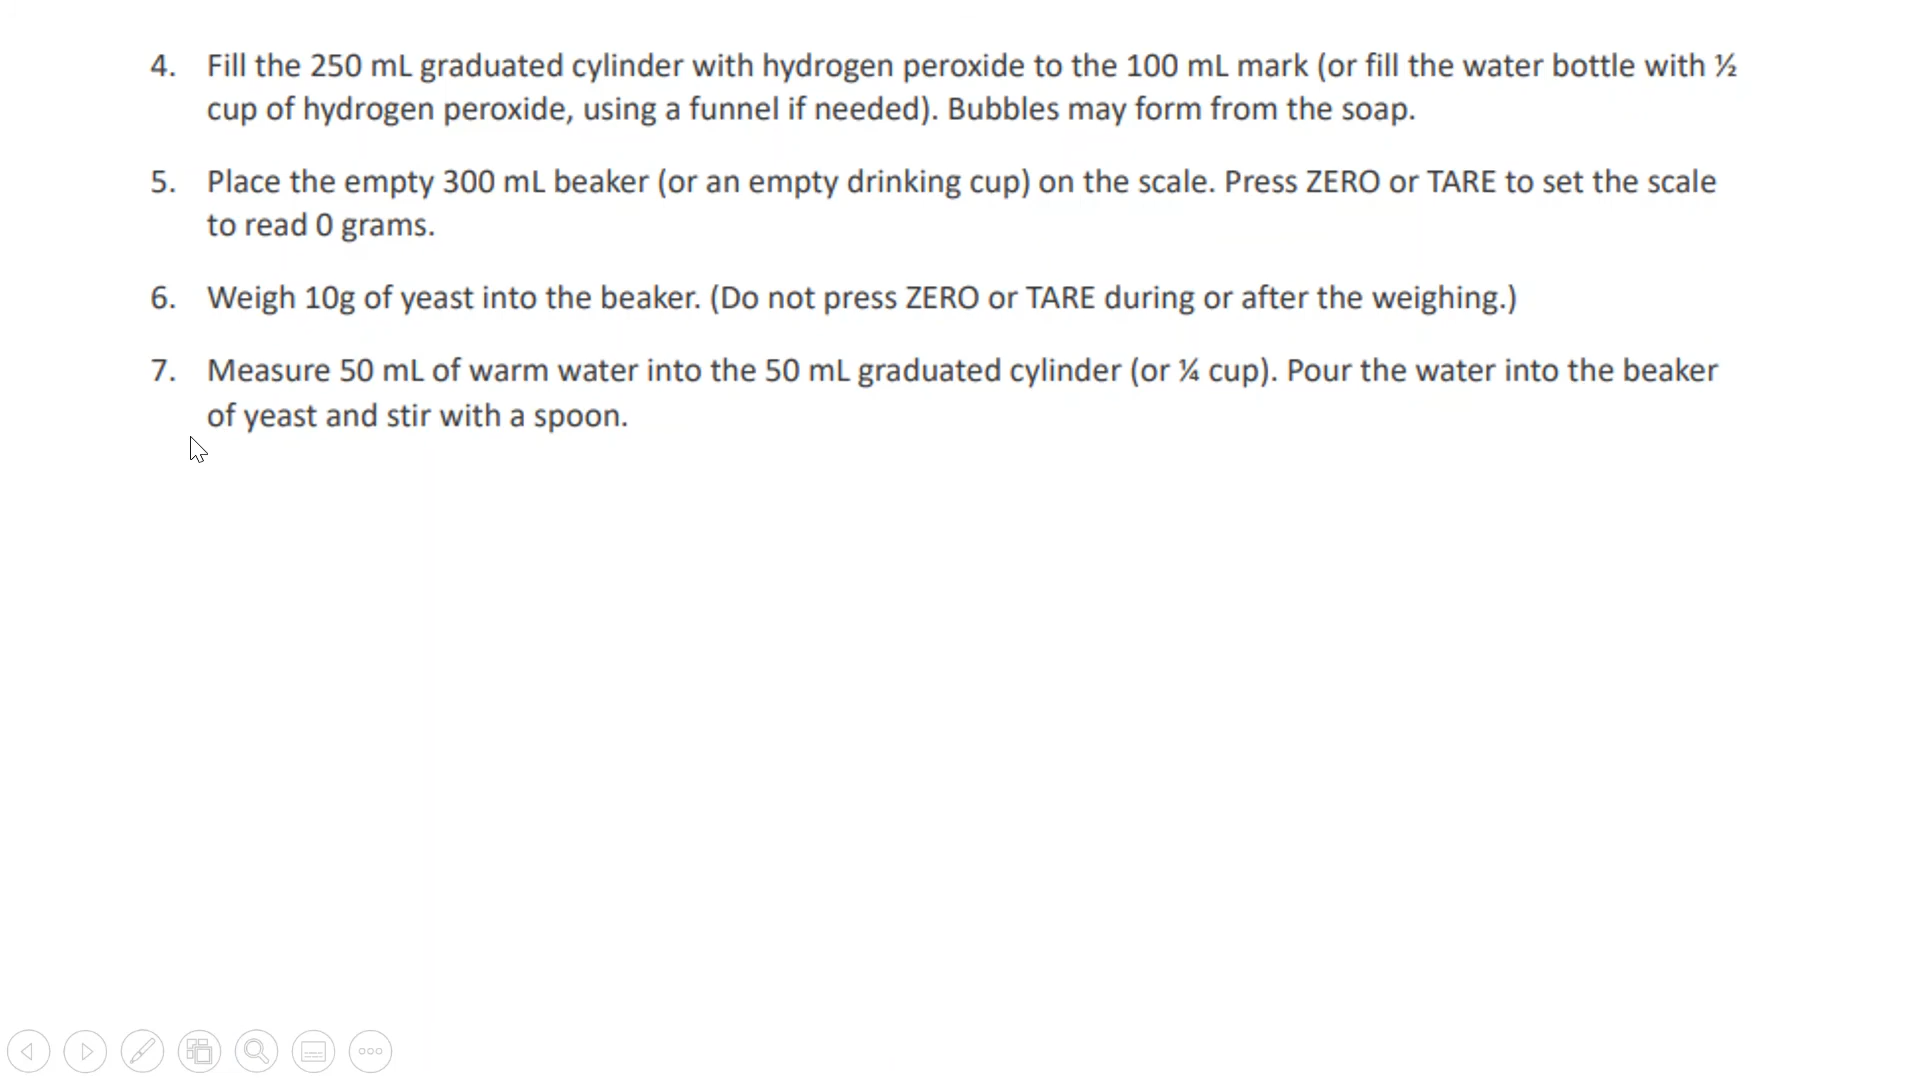 4. Fill the 250 mL graduated cylinder with hydrogen peroxide to the 100 mL mark (or fill the water bottle with ½
cup of hydrogen peroxide, using a funnel if needed). Bubbles may form from the soap.
5. Place the empty 300 mL beaker (or an empty drinking cup) on the scale. Press ZERO or TARE to set the scale
to read 0 grams.
6. Weigh 10g of yeast into the beaker. (Do not press ZERO or TARE during or after the weighing.)
7. Measure 50 mL of warm water into the 50 mL graduated cylinder (or ¼ cup). Pour the water into the beaker
of yeast and stir with a spoon.